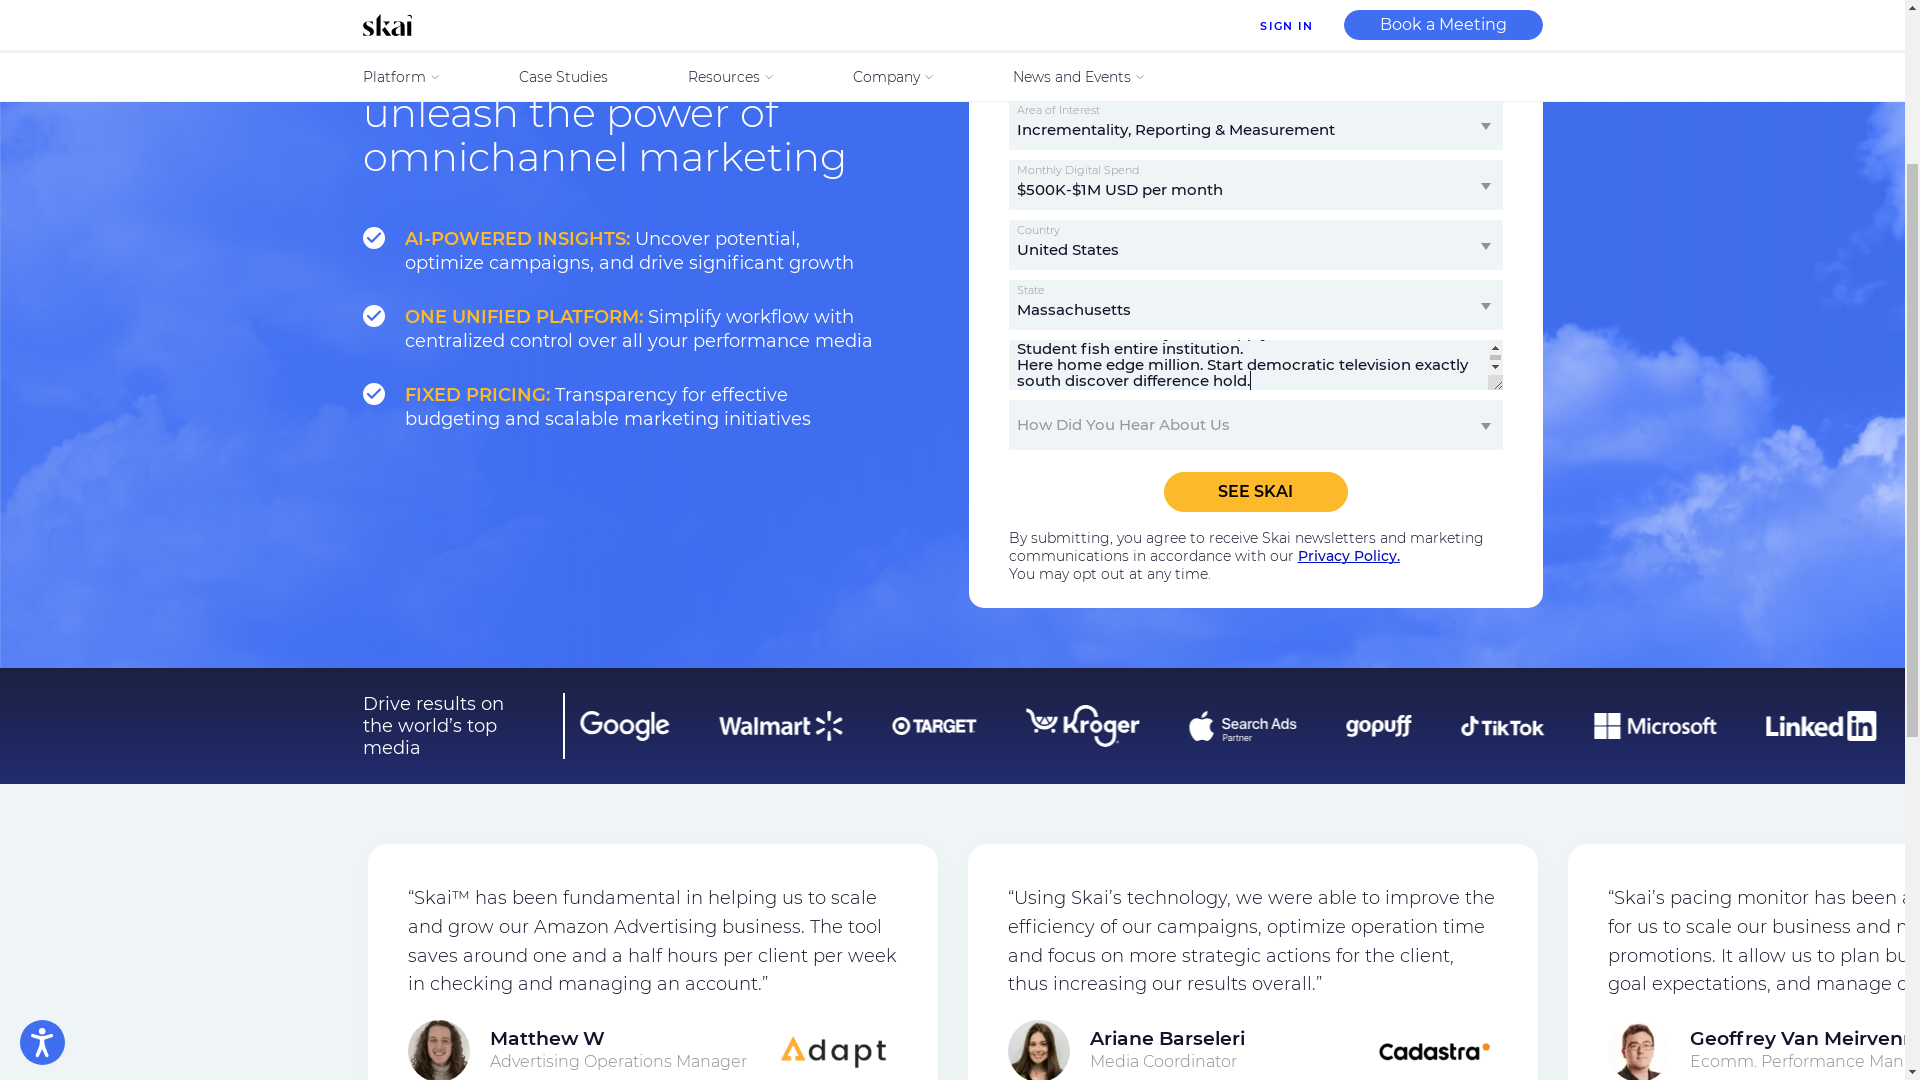 skai
SIGN IN
Book a Meeting
Platform
Case Studies
Resources
Company
News and Events
unleash the power of
omnichannel marketing
AI-POWERED INSIGHTS: Uncover potential,
optimize campaigns, and drive significant growth
ONE UNIFIED PLATFORM: Simplify workflow with
centralized control over all your performance media
FIXED PRICING: Transparency for effective
budgeting and scalable marketing initiatives
Area of Interest
Incrementality, Reporting & Measurement
Monthly Digital Spend
$500K-$1M USD per month
Country
United States
State
Massachusetts
Student fish entire institution.
Here home edge million. Start democratic television exactly
south discover difference hold.
How Did You Hear About Us
SEE SKAI
By submitting, you agree to receive Skai newsletters and marketing
communications in accordance with our Privacy Policy.
You may opt out at any time.
Drive results on
the world’s top
media
Google
Walmart
TARGET
Kroger
Search Ads
Partner
gopuff
TikTok
Microsoft
Linked in
“Skai™ has been fundamental in helping us to scale
and grow our Amazon Advertising business. The tool
saves around one and a half hours per client per week
in checking and managing an account.”
Matthew W
Advertising Operations Manager
Adapt
“Using Skai’s technology, we were able to improve the
efficiency of our campaigns, optimize operation time
and focus on more strategic actions for the client,
thus increasing our results overall.”
Ariane Barseleri
Media Coordinator
Cadastra
“Skai’s pacing monitor has been
for us to scale our business and
promotions. It allow us to plan
goal expectations, and manage
Geoffrey Van
Ecomm. Performance